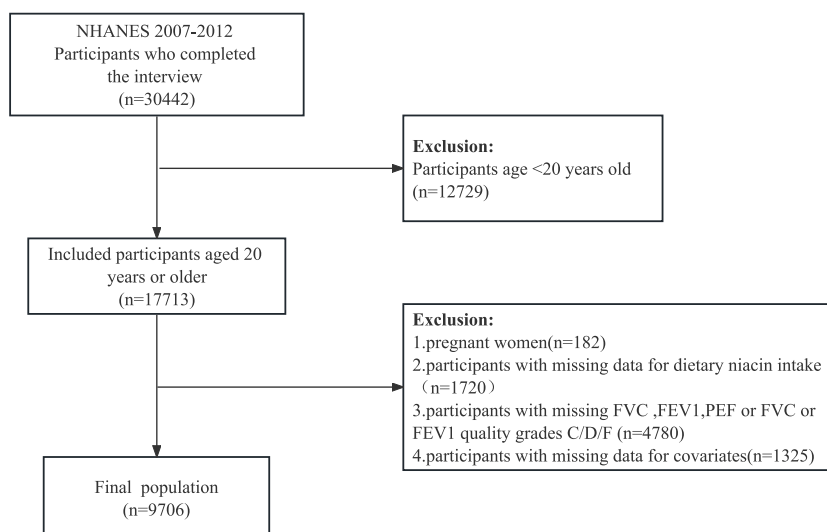 NHANES 2007-2012
Participants who completed
the interview
(n=30442)
Exclusion:
Participants age <20 years old
(n=12729)
Included participants aged 20
years or older
(n=17713)
Exclusion:
1.pregnant women(n=182)
2.participants with missing data for dietary niacin intake
（n=1720）
3.participants with missing FVC ,FEV1,PEF or FVC or
FEV1 quality grades C/D/F (n=4780)
4.participants with missing data for covariates(n=1325)
Final population
(n=9706)